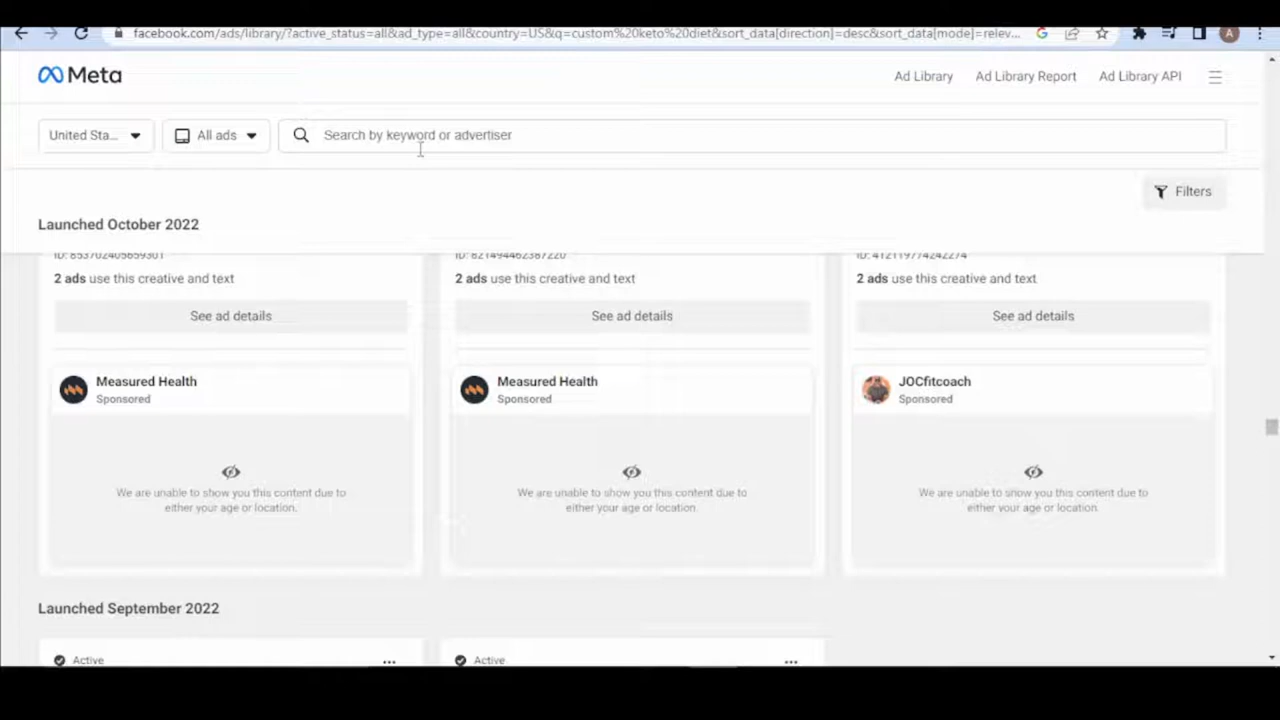 facebook.com/ads/library/?active_status=all&ad_type=all&country=US&q=custom%20keto%20diet&sort_data[direction]=desc&sort_data[mode]=relev...
A
Meta
Ad Library
Ad Library Report
Ad Library API
United Sta...
All ads
Search by keyword or advertiser
Filters
Launched October 2022
ID: 853702405659301
ID: 821494462387220
ID: 412119774242274
2 ads use this creative and text
2 ads use this creative and text
2 ads use this creative and text
See ad details
See ad details
See ad details
Measured Health
Sponsored
Measured Health
Sponsored
JOCfitcoach
Sponsored
We are unable to show you this content due to
either your age or location.
We are unable to show you this content due to
either your age or location.
We are unable to show you this content due to
either your age or location.
Launched September 2022
Active
Active